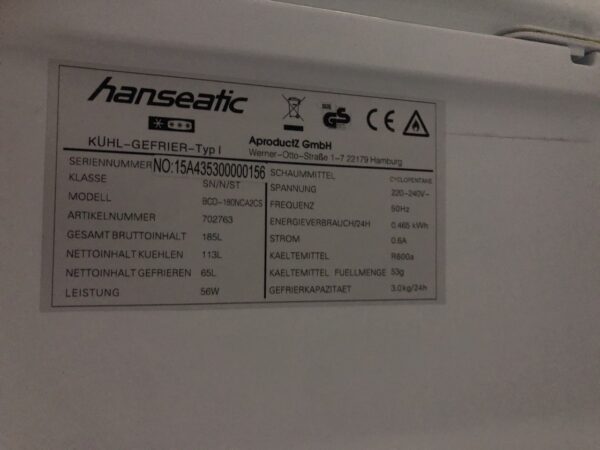 hanseatic
GS
CE
KÜHL-GEFRIER-Typ I
AproductZ GmbH
Werner-Otto-Straße 1-7 22179 Hamburg
SERIENNUMMER NO:15A435300000156
KLASSE SN/N/ST
MODELL BCD-180NCA2CS
ARTIKELNUMMER 702763
GESAMT BRUTTOINHALT 185L
NETTOINHALT KUEHLEN 113L
NETTOINHALT GEFRIEREN 65L
LEISTUNG 56W
SCHAUMMITTEL CYCLOPENTANE
SPANNUNG 220-240V~
FREQUENZ 50Hz
ENERGIEVERBRAUCH/24H 0.465 kWh
STROM 0.6A
KAELTEMITTEL R600a
KAELTEMITTEL FUELLMENGE 53g
GEFRIERKAPAZITAET 3.0kg/24h